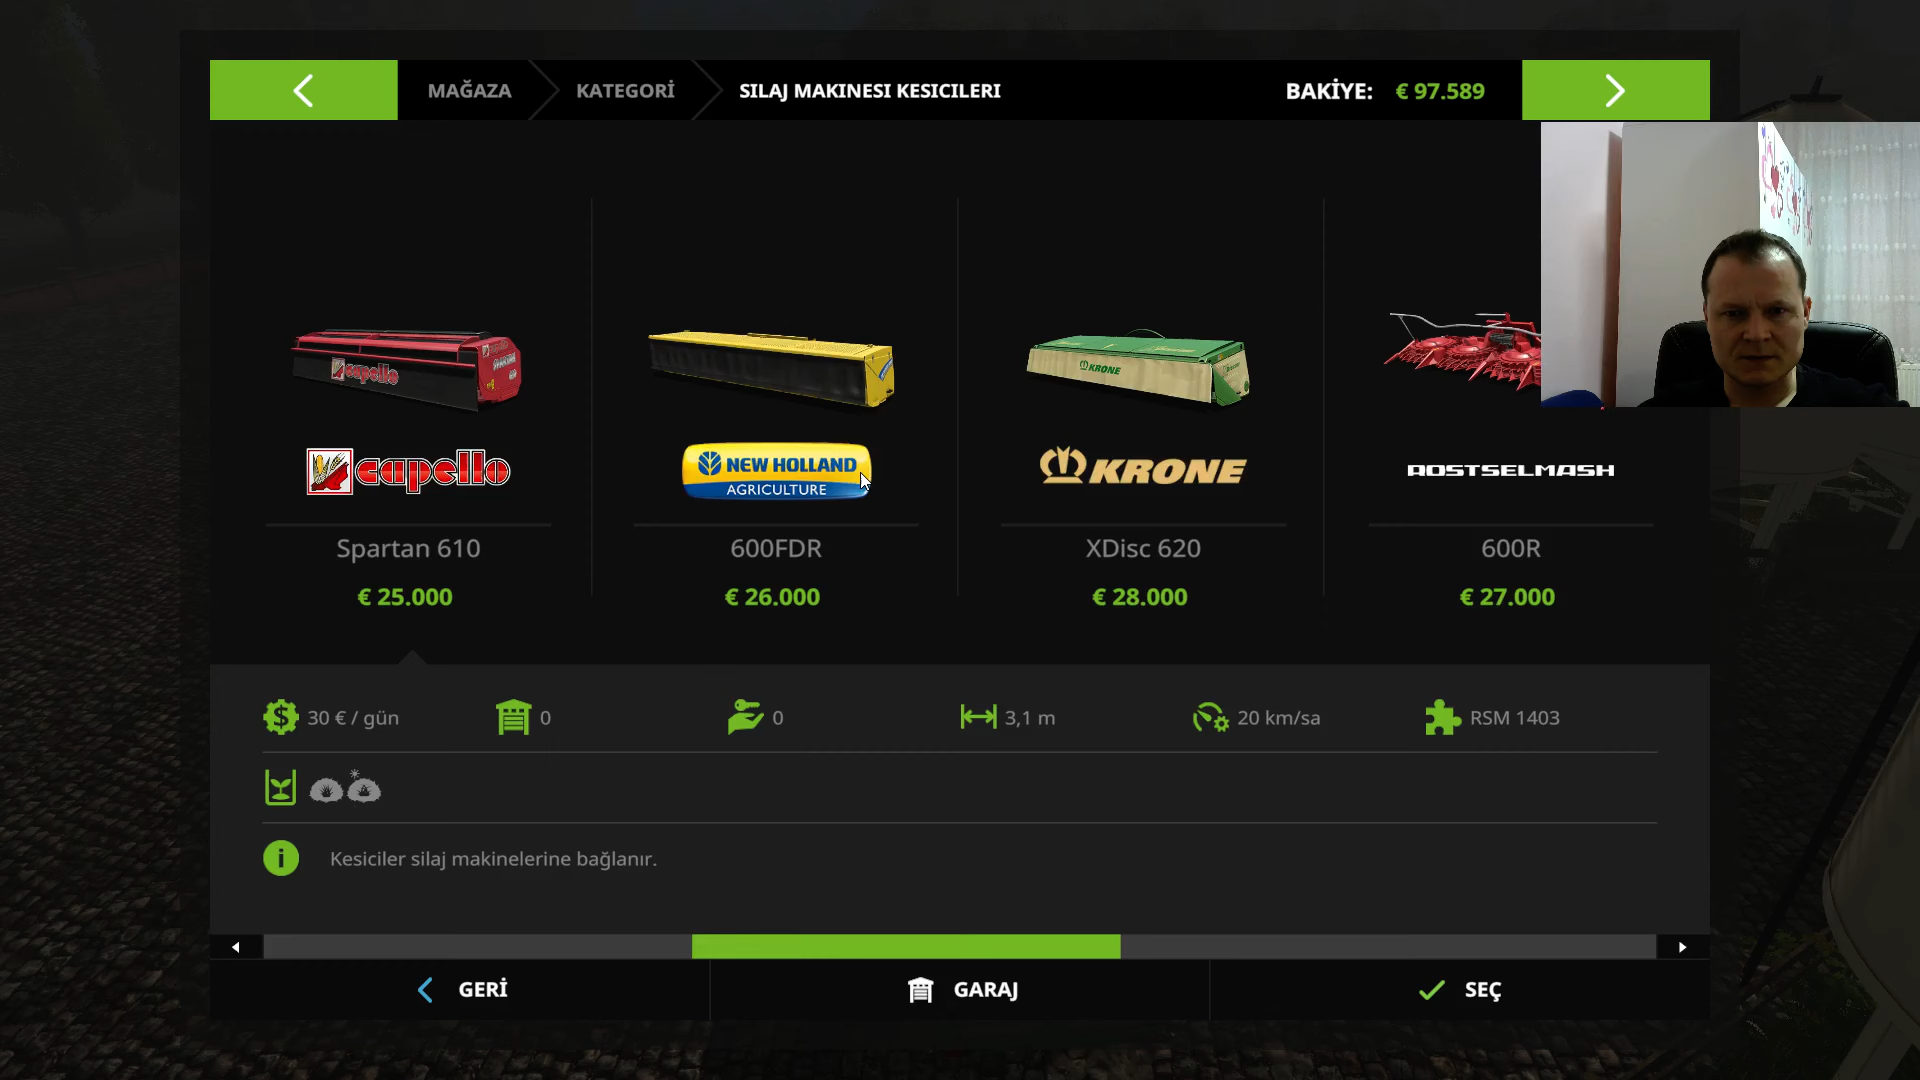 MAĞAZA
KATEGORİ
SILAJ MAKINESI KESICILERI
BAKİYE: € 97.589
capello
KRONE
capello
NEW HOLLAND
AGRICULTURE
KRONE
ROSTSELMASH
Spartan 610
600FDR
XDisc 620
600R
€ 25.000
€ 26.000
€ 28.000
€ 27.000
30 € / gün
0
0
3,1 m
20 km/sa
RSM 1403
Kesiciler silaj makinelerine bağlanır.
GERİ
GARAJ
SEÇ